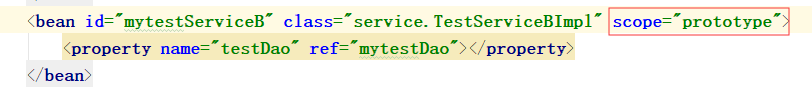 <bean id="mytestServiceB" class="service.TestServiceBImpl" scope="prototype">
<property name="testDao" ref="mytestDao"></property>
</bean>